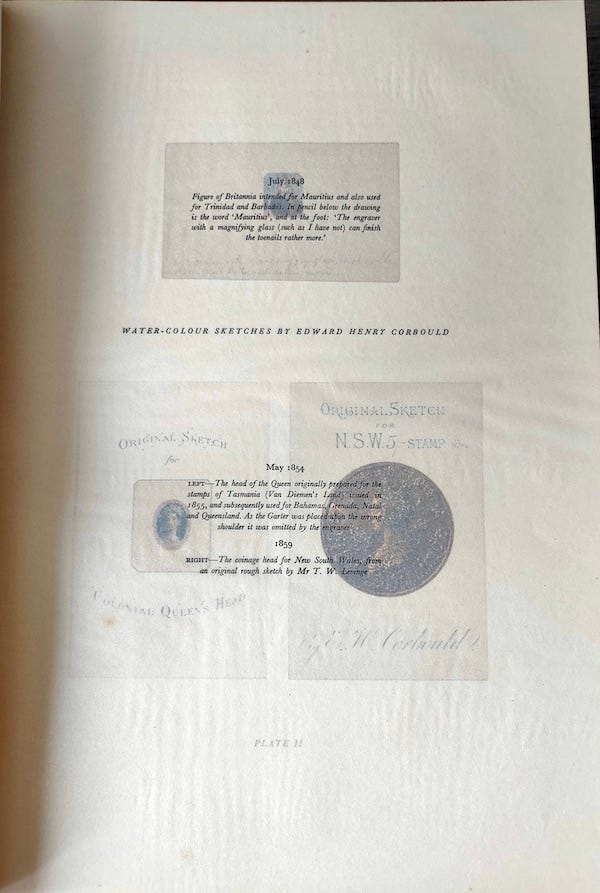 July 1848
Figure of Britannia intended for Mauritius and also used
for Trinidad and Barbados. In pencil below the drawing
is the word ‘Mauritius’, and at the foot: ‘The engraver
with a magnifying glass (such as I have not) can finish
the toenails rather more.’
WATER-COLOUR SKETCHES BY EDWARD HENRY CORBOULD
ORIGINAL SKETCH
for
COLONIAL QUEEN'S HEAD
ORIGINAL SKETCH
FOR
N.S.W. 5/- STAMP
May 1854
LEFT—The head of the Queen originally prepared for the
stamps of Tasmania (Van Diemen's Land) issued in
1855, and subsequently used for Bahamas, Grenada, Natal
and Queensland. As the Garter was placed upon the wrong
shoulder it was omitted by the engraver
1859
RIGHT—The coinage head for New South Wales, from
an original rough sketch by Mr T. W. Levinge
by E. H. Corbould
PLATE II